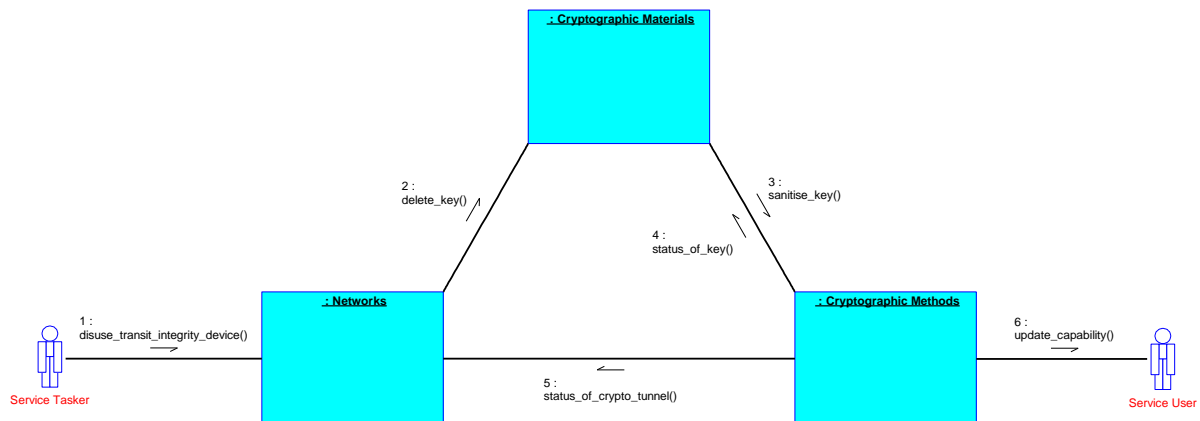 : Cryptographic Materials
2 :
delete_key()
3 :
sanitise_key()
4 :
status_of_key()
: Networks
: Cryptographic Methods
1 :
disuse_transit_integrity_device()
6 :
update_capability()
5 :
status_of_crypto_tunnel()
Service Tasker
Service User